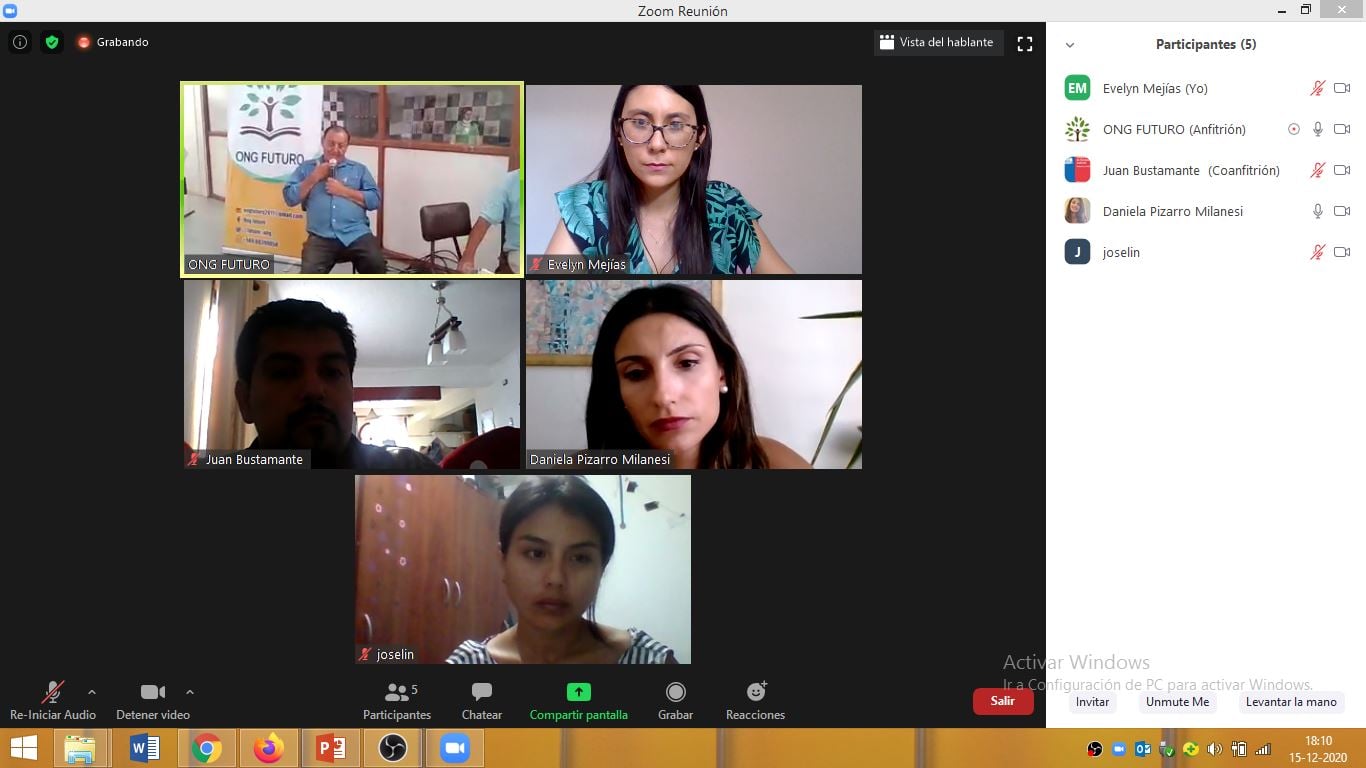 Zoom Reunión
Grabando
Vista del hablante
Participantes (5)
ONG FUTURO
ONG FUTURO
Evelyn Mejías
Juan Bustamante
Daniela Pizarro Milanesi
joselin
EM Evelyn Mejías (Yo)
ONG FUTURO (Anfitrión)
Juan Bustamante (Coanfitrión)
Daniela Pizarro Milanesi
J joselin
Activar Windows
Ir a Configuración de PC para activar Windows.
Re-Iniciar Audio
Detener video
Participantes 5
Chatear
Compartir pantalla
Grabar
Reacciones
Salir
Invitar
Unmute Me
Levantar la mano
18:10
15-12-2020